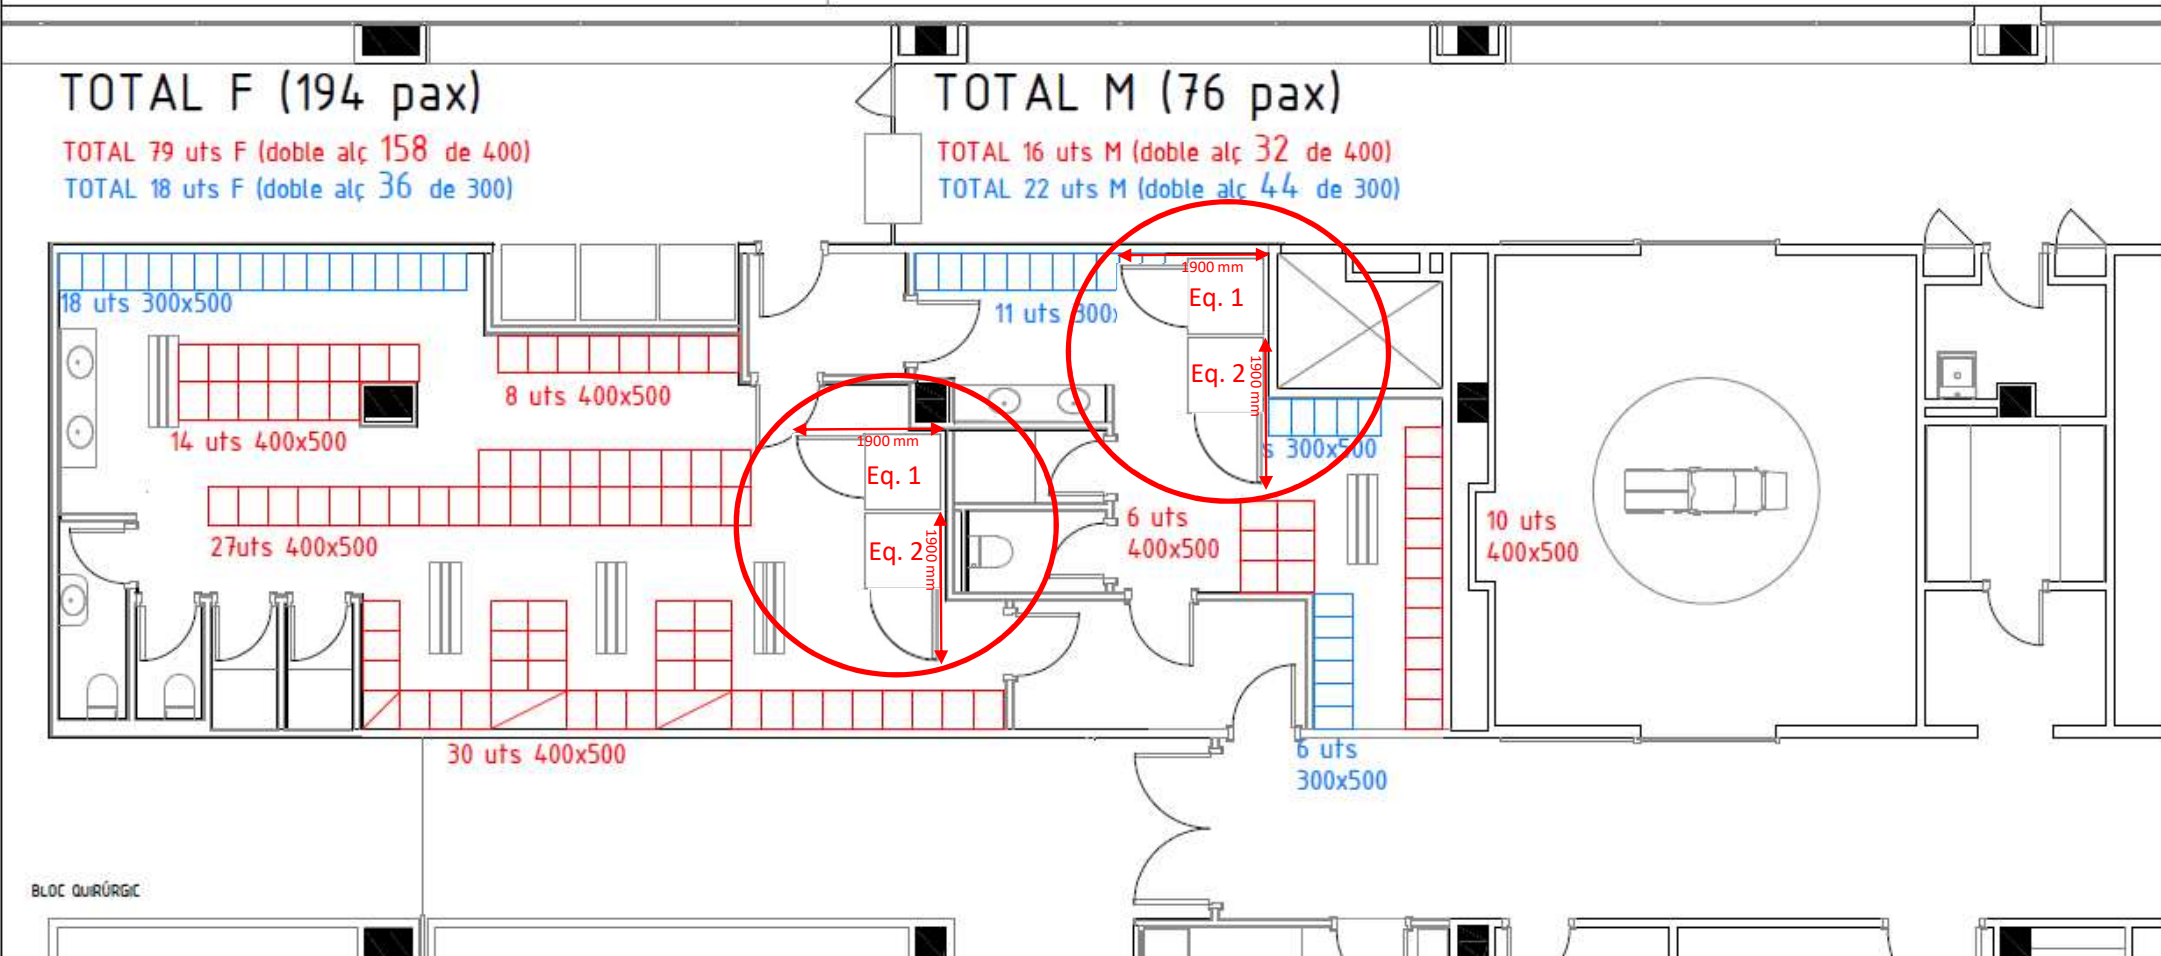 TOTAL F (194 pax)
TOTAL 79 uts F (doble alç 158 de 400)
TOTAL 18 uts F (doble alç 36 de 300)
TOTAL M (76 pax)
TOTAL 16 uts M (doble alç 32 de 400)
TOTAL 22 uts M (doble alç 44 de 300)
18 uts 300x500
14 uts 400x500
8 uts 400x500
27uts 400x500
30 uts 400x500
1900 mm
Eq. 1
Eq. 2
1900 mm
11 uts 300
1900 mm
Eq. 1
Eq. 2
1900 mm
s 300x500
6 uts
400x500
10 uts
400x500
6 uts
300x500
BLOC QUIRÚRGIC